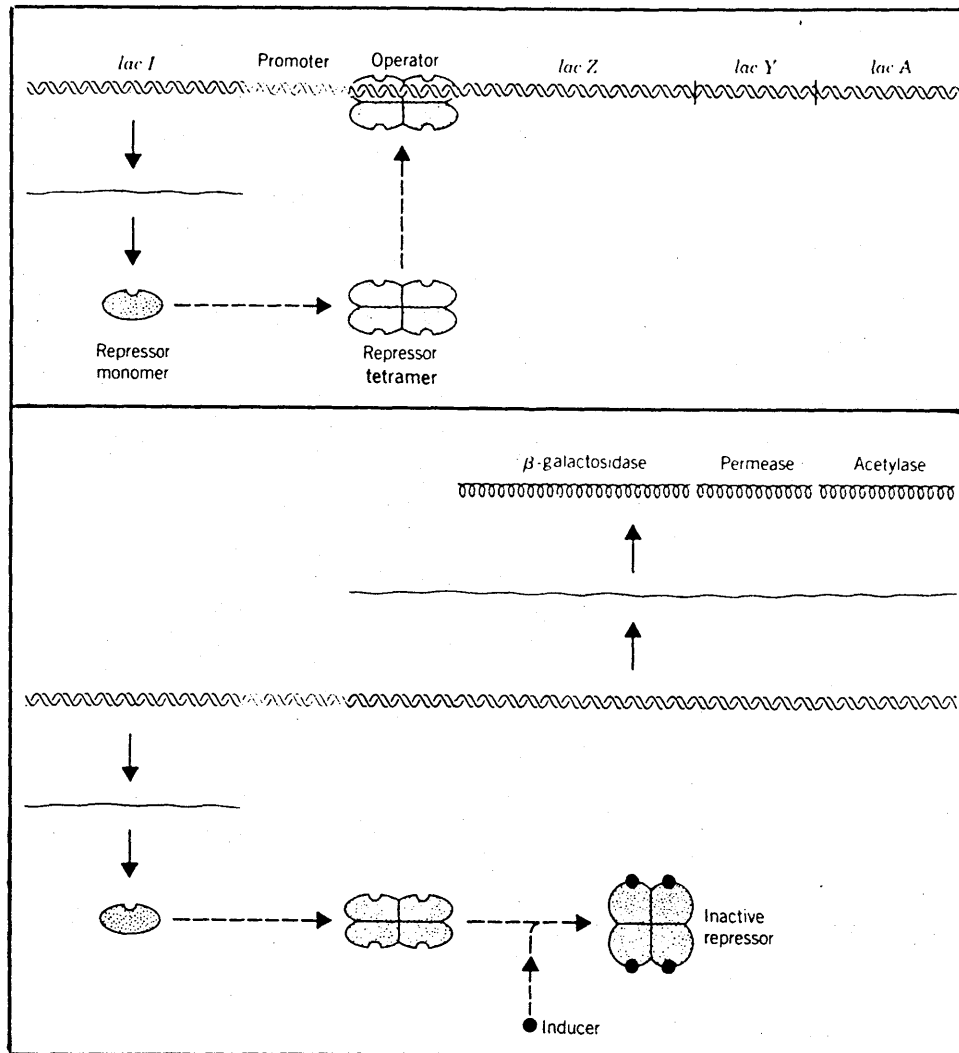 lac I Promoter Operator lac Z lac Y lac A
Repressor
monomer
Repressor
tetramer
β-galactosidase Permease Acetylase
Inactive
repressor
Inducer